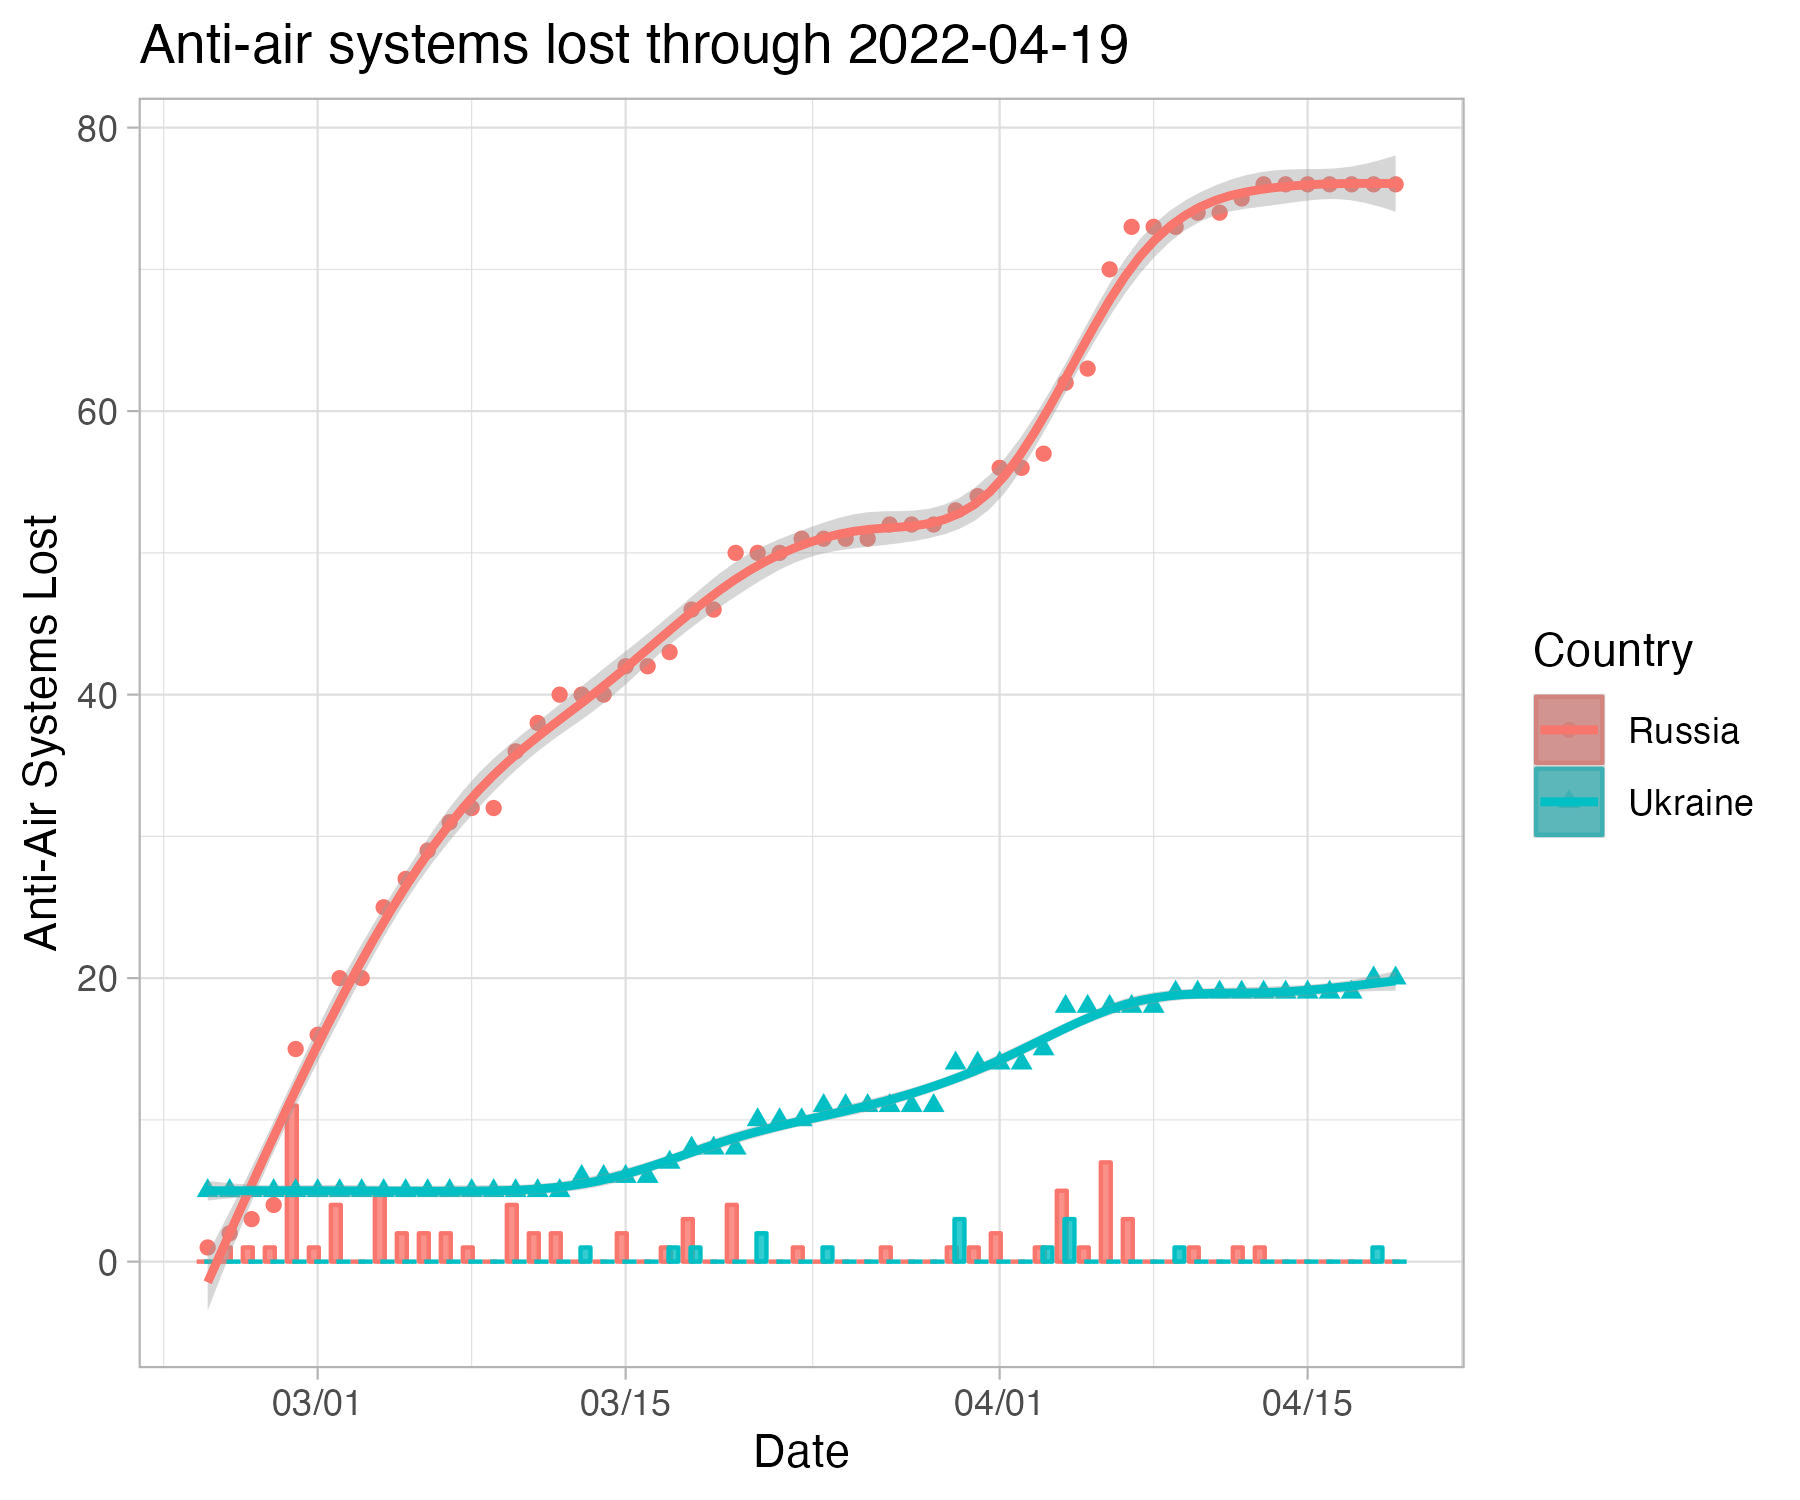 Anti-air systems lost through 2022-04-19
Anti-Air Systems Lost
80
60
40
20
0
03/01
03/15
04/01
04/15
Date
Country
Russia
Ukraine